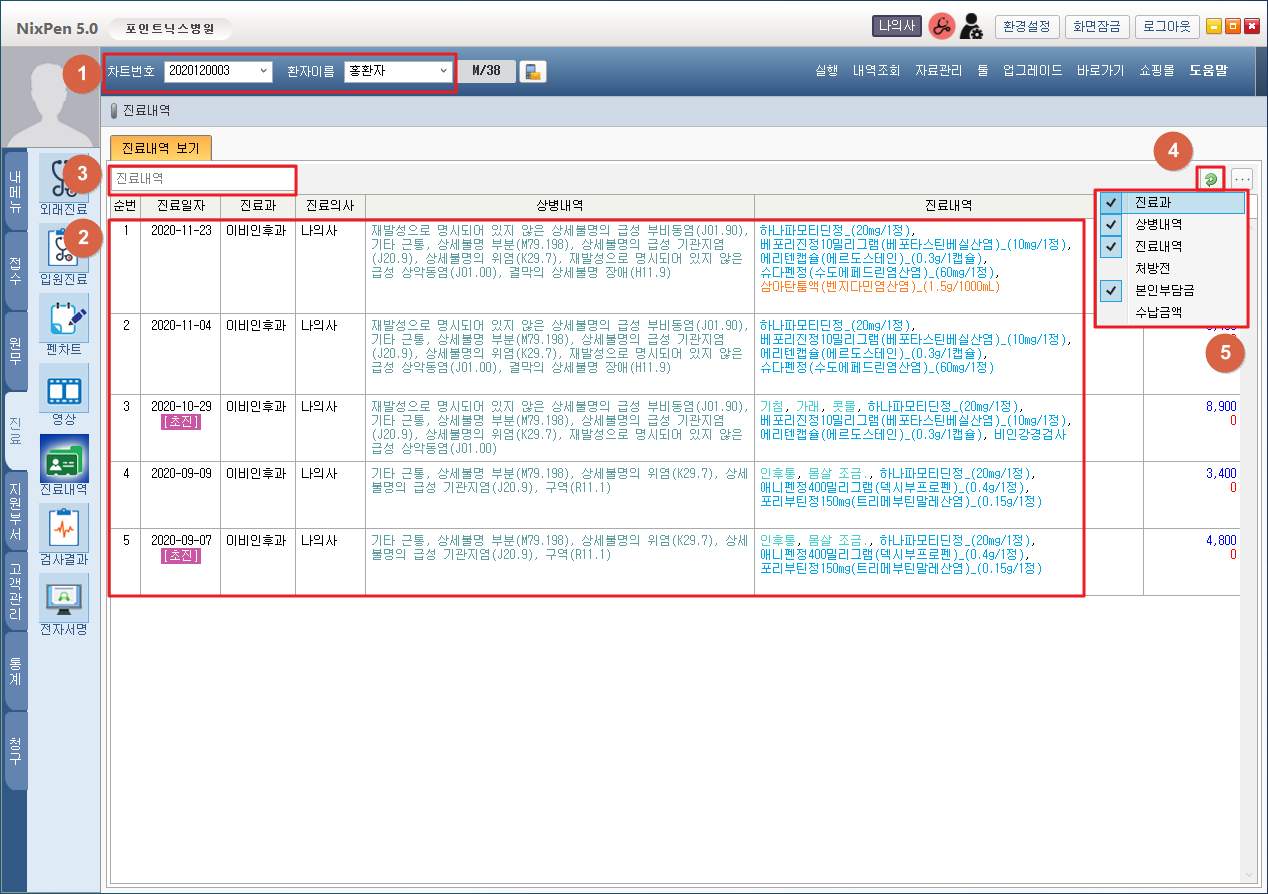 NixPen 5.0
포인트닉스병원
나의사
환경설정
화면잠금
로그아웃
1
차트번호
2020120003
환자이름
홍환자
M/38
실행
내역조회
자료관리
툴
업그레이드
바로가기
쇼핑몰
도움말
진료내역
진료내역 보기
4
내메뉴
접수
원무
진료
지원부서
고객관리
통계
청구
3
외래진료
2
입원진료
펜차트
영상
진료내역
검사결과
전자서명
진료내역
...
순번 진료일자 진료과 진료의사 상병내역 진료내역
1 2020-11-23 이비인후과 나의사
재발성으로 명시되어 있지 않은 상세불명의 급성 부비동염(J01.90),
기타 근통, 상세불명 부분(M79.198), 상세불명의 급성 기관지염
(J20.9), 상세불명의 위염(K29.7), 재발성으로 명시되어 있지 않은
급성 상악동염(J01.00), 결막의 상세불명 장애(H11.9)
하나파모티딘정_(20mg/1정),
베포리진정10밀리그램(베포타스틴베실산염)_(10mg/1정),
에리텐캡슐(에르도스테인)_(0.3g/1캡슐),
슈다펜정(수도에페드린염산염)_(60mg/1정),
삼아탄툼액(벤지다민염산염)_(1.5g/1000mL)
2 2020-11-04 이비인후과 나의사
재발성으로 명시되어 있지 않은 상세불명의 급성 부비동염(J01.90),
기타 근통, 상세불명 부분(M79.198), 상세불명의 급성 기관지염
(J20.9), 상세불명의 위염(K29.7), 재발성으로 명시되어 있지 않은
급성 상악동염(J01.00), 결막의 상세불명 장애(H11.9)
하나파모티딘정_(20mg/1정),
베포리진정10밀리그램(베포타스틴베실산염)_(10mg/1정),
에리텐캡슐(에르도스테인)_(0.3g/1캡슐),
슈다펜정(수도에페드린염산염)_(60mg/1정)
3 2020-10-29 이비인후과 나의사
[초진]
재발성으로 명시되어 있지 않은 상세불명의 급성 부비동염(J01.90),
기타 근통, 상세불명 부분(M79.198), 상세불명의 급성 기관지염
(J20.9), 상세불명의 위염(K29.7), 재발성으로 명시되어 있지 않은
급성 상악동염(J01.00)
기침, 가래, 콧물, 하나파모티딘정_(20mg/1정),
베포리진정10밀리그램(베포타스틴베실산염)_(10mg/1정),
에리텐캡슐(에르도스테인)_(0.3g/1캡슐), 비인강경검사
8,900
0
4 2020-09-09 이비인후과 나의사
기타 근통, 상세불명 부분(M79.198), 상세불명의 위염(K29.7), 상세
불명의 급성 기관지염(J20.9), 구역(R11.1)
인후통, 몸살 조금., 하나파모티딘정_(20mg/1정),
애니펜정400밀리그램(덱시부프로펜)_(0.4g/1정),
포리부틴정150mg(트리메부틴말레산염)_(0.15g/1정)
3,400
0
5 2020-09-07 이비인후과 나의사
[초진]
기타 근통, 상세불명 부분(M79.198), 상세불명의 위염(K29.7), 상세
불명의 급성 기관지염(J20.9), 구역(R11.1)
인후통, 몸살 조금., 하나파모티딘정_(20mg/1정),
애니펜정400밀리그램(덱시부프로펜)_(0.4g/1정),
포리부틴정150mg(트리메부틴말레산염)_(0.15g/1정)
4,800
0
진료과
상병내역
진료내역
처방전
본인부담금
수납금액
5